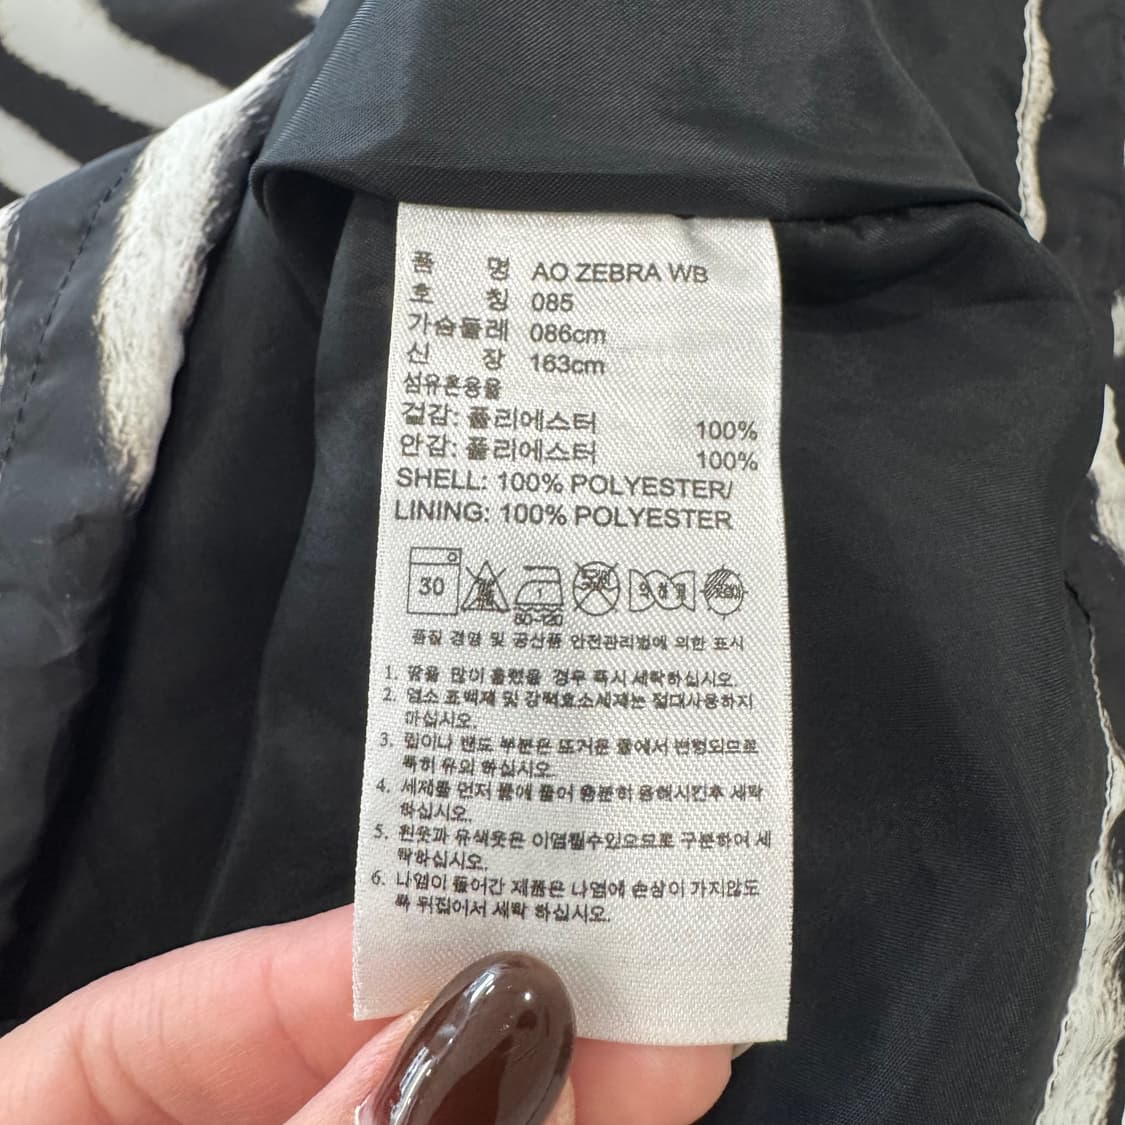 품 명 AO ZEBRA WB
호 칭 085
가슴둘레 086cm
신 장 163cm
섬유혼용율
겉감: 폴리에스터 100%
안감: 폴리에스터 100%
SHELL: 100% POLYESTER/
LINING: 100% POLYESTER
30
80~120
품질 경영 및 공산품 안전관리법에 의한 표시
1. 땀을 많이 흘렸을 경우 즉시 세탁하십시오.
2. 염소 표백제 및 강력효소세제는 절대사용하지
마십시오.
3. 립이나 밴드 부분은 뜨거운 물에서 변형되므로
특히 유의 하십시오.
4. 세제를 먼저 물에 풀어 충분히 용해시킨후 세탁
하십시오.
5. 흰옷과 유색옷은 이염될수있으므로 구분하여 세
탁하십시오.
6. 나염이 들어간 제품은 나염에 손상이 가지않도
록 뒤집어서 세탁 하십시오.